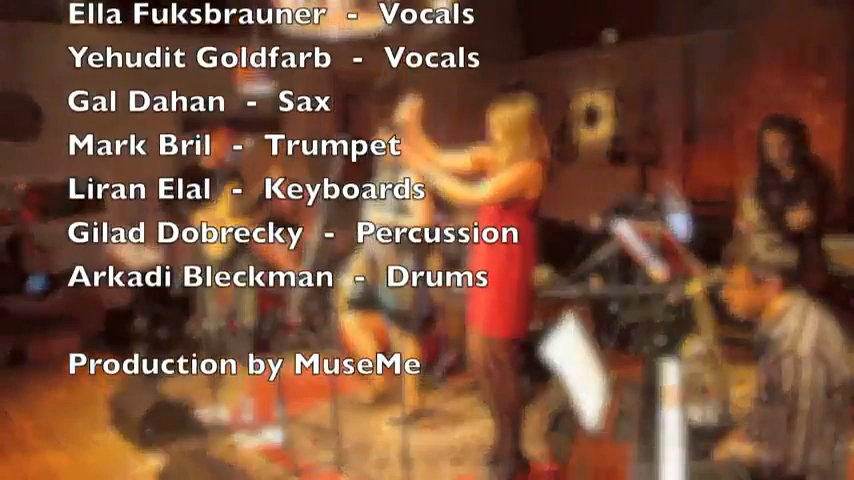 Ella Fuksbrauner - Vocals
Yehudit Goldfarb - Vocals
Gal Dahan - Sax
Mark Bril - Trumpet
Liran Elal - Keyboards
Gilad Dobrecky - Percussion
Arkadi Bleckman - Drums
Production by MuseMe